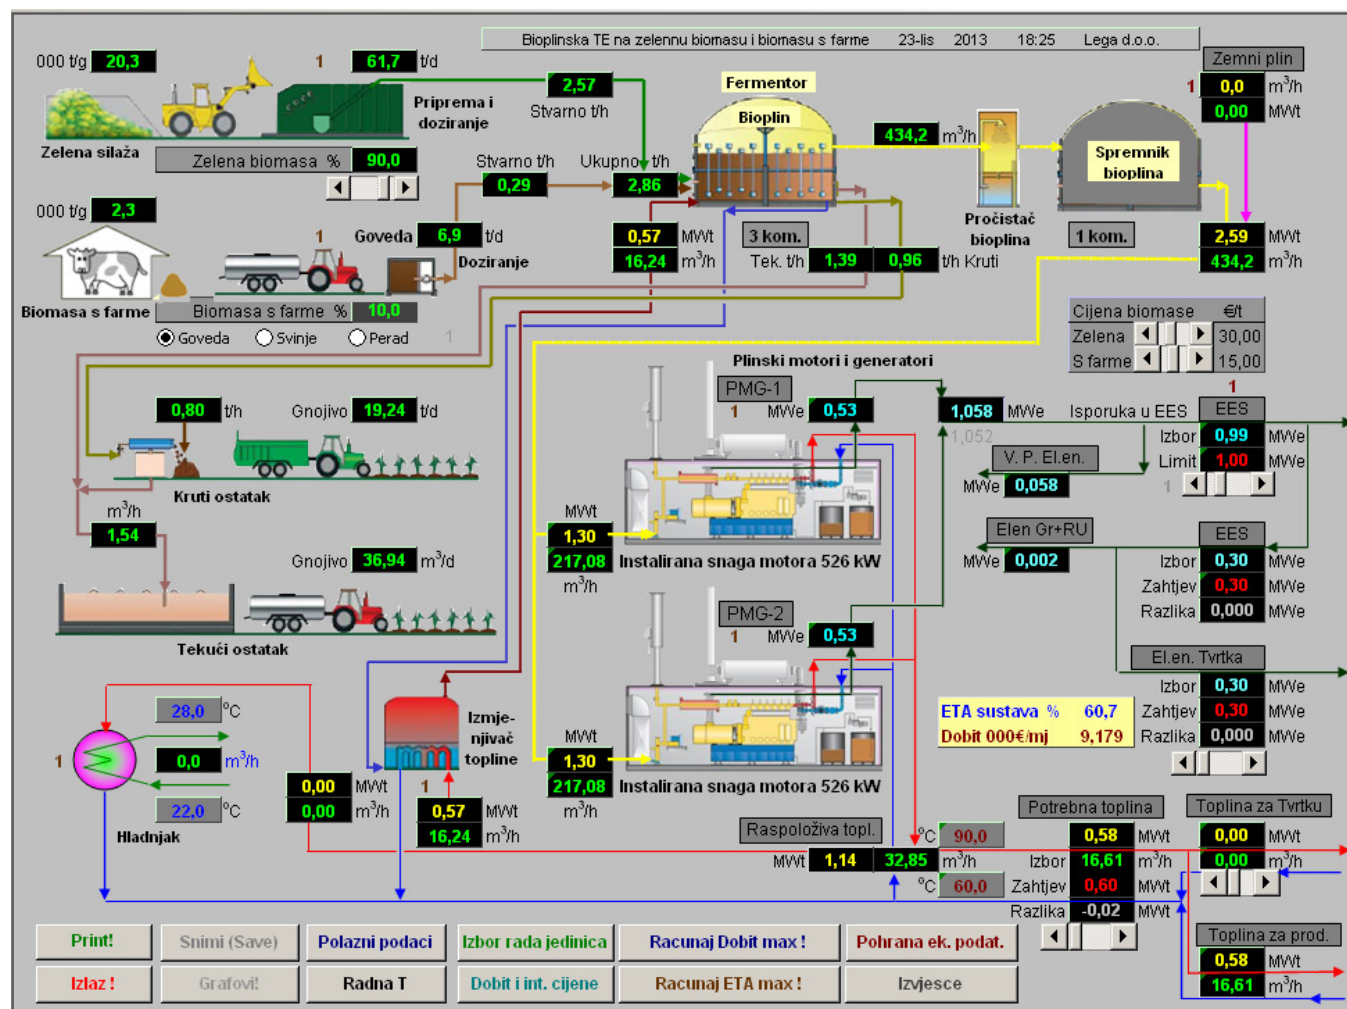 Bioplinska TE na zelennu biomasu i biomasu s farme 23-lis 2013 18:25 Lega d.o.o.
000 t/g 20,3
1 61,7 t/d
2,57
Stvarno t/h
Priprema i
doziranje
Zelena silaža
Zelena biomasa % 90,0
Fermentor
Bioplin
434,2 m³/h
Zemni plin
1 0,0 m³/h
0,00 MWt
Spremnik
bioplina
Pročistač
bioplina
Stvarno t/h Ukupno t/h
0,29 2,86
000 t/g 2,3
1 Goveda 6,9 t/d
Doziranje
0,57 MWt
16,24 m³/h
3 kom.
Tek. t/h 1,39 0,96 t/h Kruti
1 kom.
2,59 MWt
434,2 m³/h
Biomasa s farme
Biomasa s farme % 10,0
Goveda Svinje Perad 1
Cijena biomase €/t
Zelena 30,00
S farme 15,00
Plinski motori i generatori
PMG-1
1 MWe 0,53
1,058 MWe
1,052
Isporuka u EES
1
EES
Izbor 0,99 MWe
Limit 1,00 MWe
1
V. P. El.en.
MWe 0,058
0,80 t/h Gnojivo 19,24 t/d
Kruti ostatak
m³/h
1,54
MWt
1,30
217,08
m³/h
Instalirana snaga motora 526 kW
Elen Gr+RU
MWe 0,002
EES
Izbor 0,30 MWe
Zahtjev 0,30 MWe
Razlika 0,000 MWe
Gnojivo 36,94 m³/d
Tekući ostatak
PMG-2
1 MWe 0,53
El.en. Tvrtka
Izbor 0,30 MWe
Zahtjev 0,30 MWe
Razlika 0,000 MWe
ETA sustava % 60,7
Dobit 000€/mj 9,179
28,0 °C
1 0,0 m³/h
22,0 °C
Hladnjak
Izmje-
njivač
topline
1
0,00 MWt
0,00 m³/h
0,57 MWt
16,24 m³/h
MWt
1,30
217,08
m³/h
Instalirana snaga motora 526 kW
Raspoloživa topl.
MWt 1,14 32,85 m³/h
°C 90,0
°C 60,0
Potrebna toplina
0,58 MWt
Izbor 16,61 m³/h
Zahtjev 0,60 MWt
Razlika -0,02 MWt
Toplina za Tvrtku
0,00 MWt
0,00 m³/h
Toplina za prod.
0,58 MWt
16,61 m³/h
Print! Snimi (Save) Polazni podaci Izbor rada jedinica Racunaj Dobit max ! Pohrana ek. podat.
Izlaz ! Grafovi! Radna T Dobit i int. cijene Racunaj ETA max ! Izvjesce